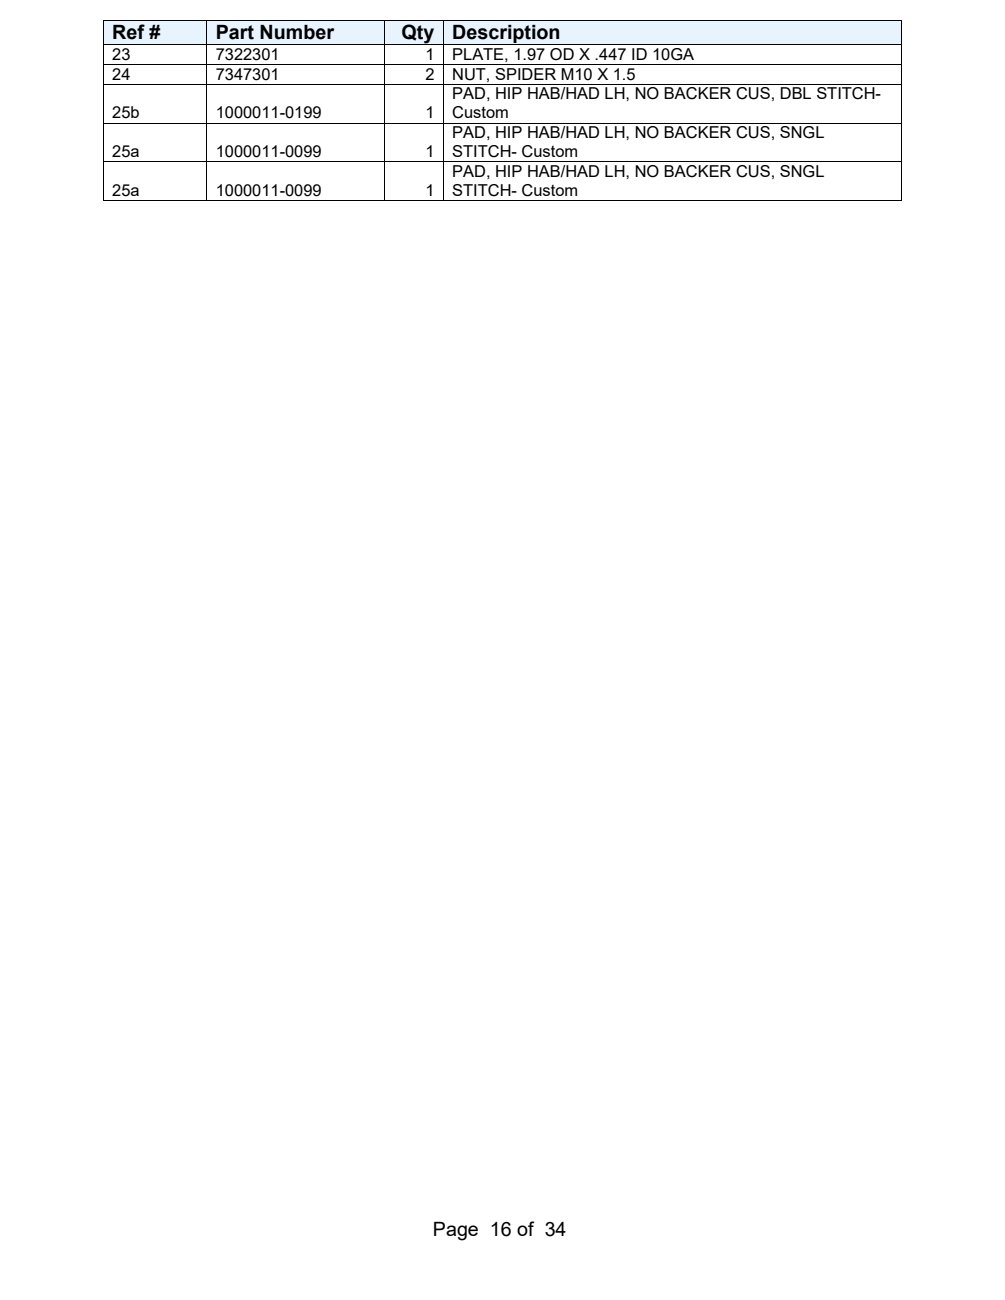 Ref # Part Number Qty Description
23 7322301 1 PLATE, 1.97 OD X .447 ID 10GA
24 7347301 2 NUT, SPIDER M10 X 1.5
PAD, HIP HAB/HAD LH, NO BACKER CUS, DBL STITCH-
25b 1000011-0199 1 Custom
PAD, HIP HAB/HAD LH, NO BACKER CUS, SNGL
25a 1000011-0099 1 STITCH- Custom
PAD, HIP HAB/HAD LH, NO BACKER CUS, SNGL
25a 1000011-0099 1 STITCH- Custom
Page 16 of 34